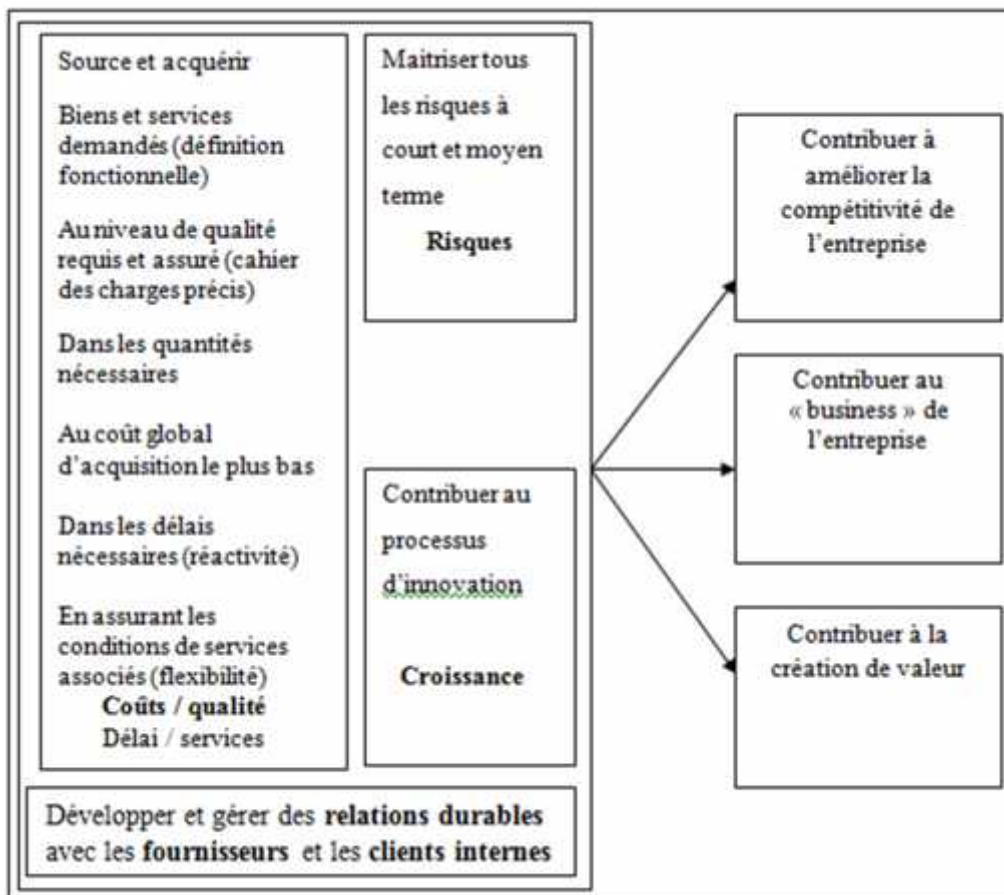 Source et acquérir
Biens et services
demandés (définition
fonctionnelle)
Au niveau de qualité
requis et assuré (cahier
des charges précis)
Dans les quantités
nécessaires
Au coût global
d'acquisition le plus bas
Dans les délais
nécessaires (réactivité)
En assurant les
conditions de services
associés (flexibilité)
Coûts / qualité
Délai / services
Maitriser tous
les risques à
court et moyen
terme
Risques
Contribuer au
processus
d'innovation
Croissance
Développer et gérer des relations durables
avec les fournisseurs et les clients internes
Contribuer à
améliorer la
compétitivité de
l'entreprise
Contribuer au
« business » de
l'entreprise
Contribuer à la
création de valeur